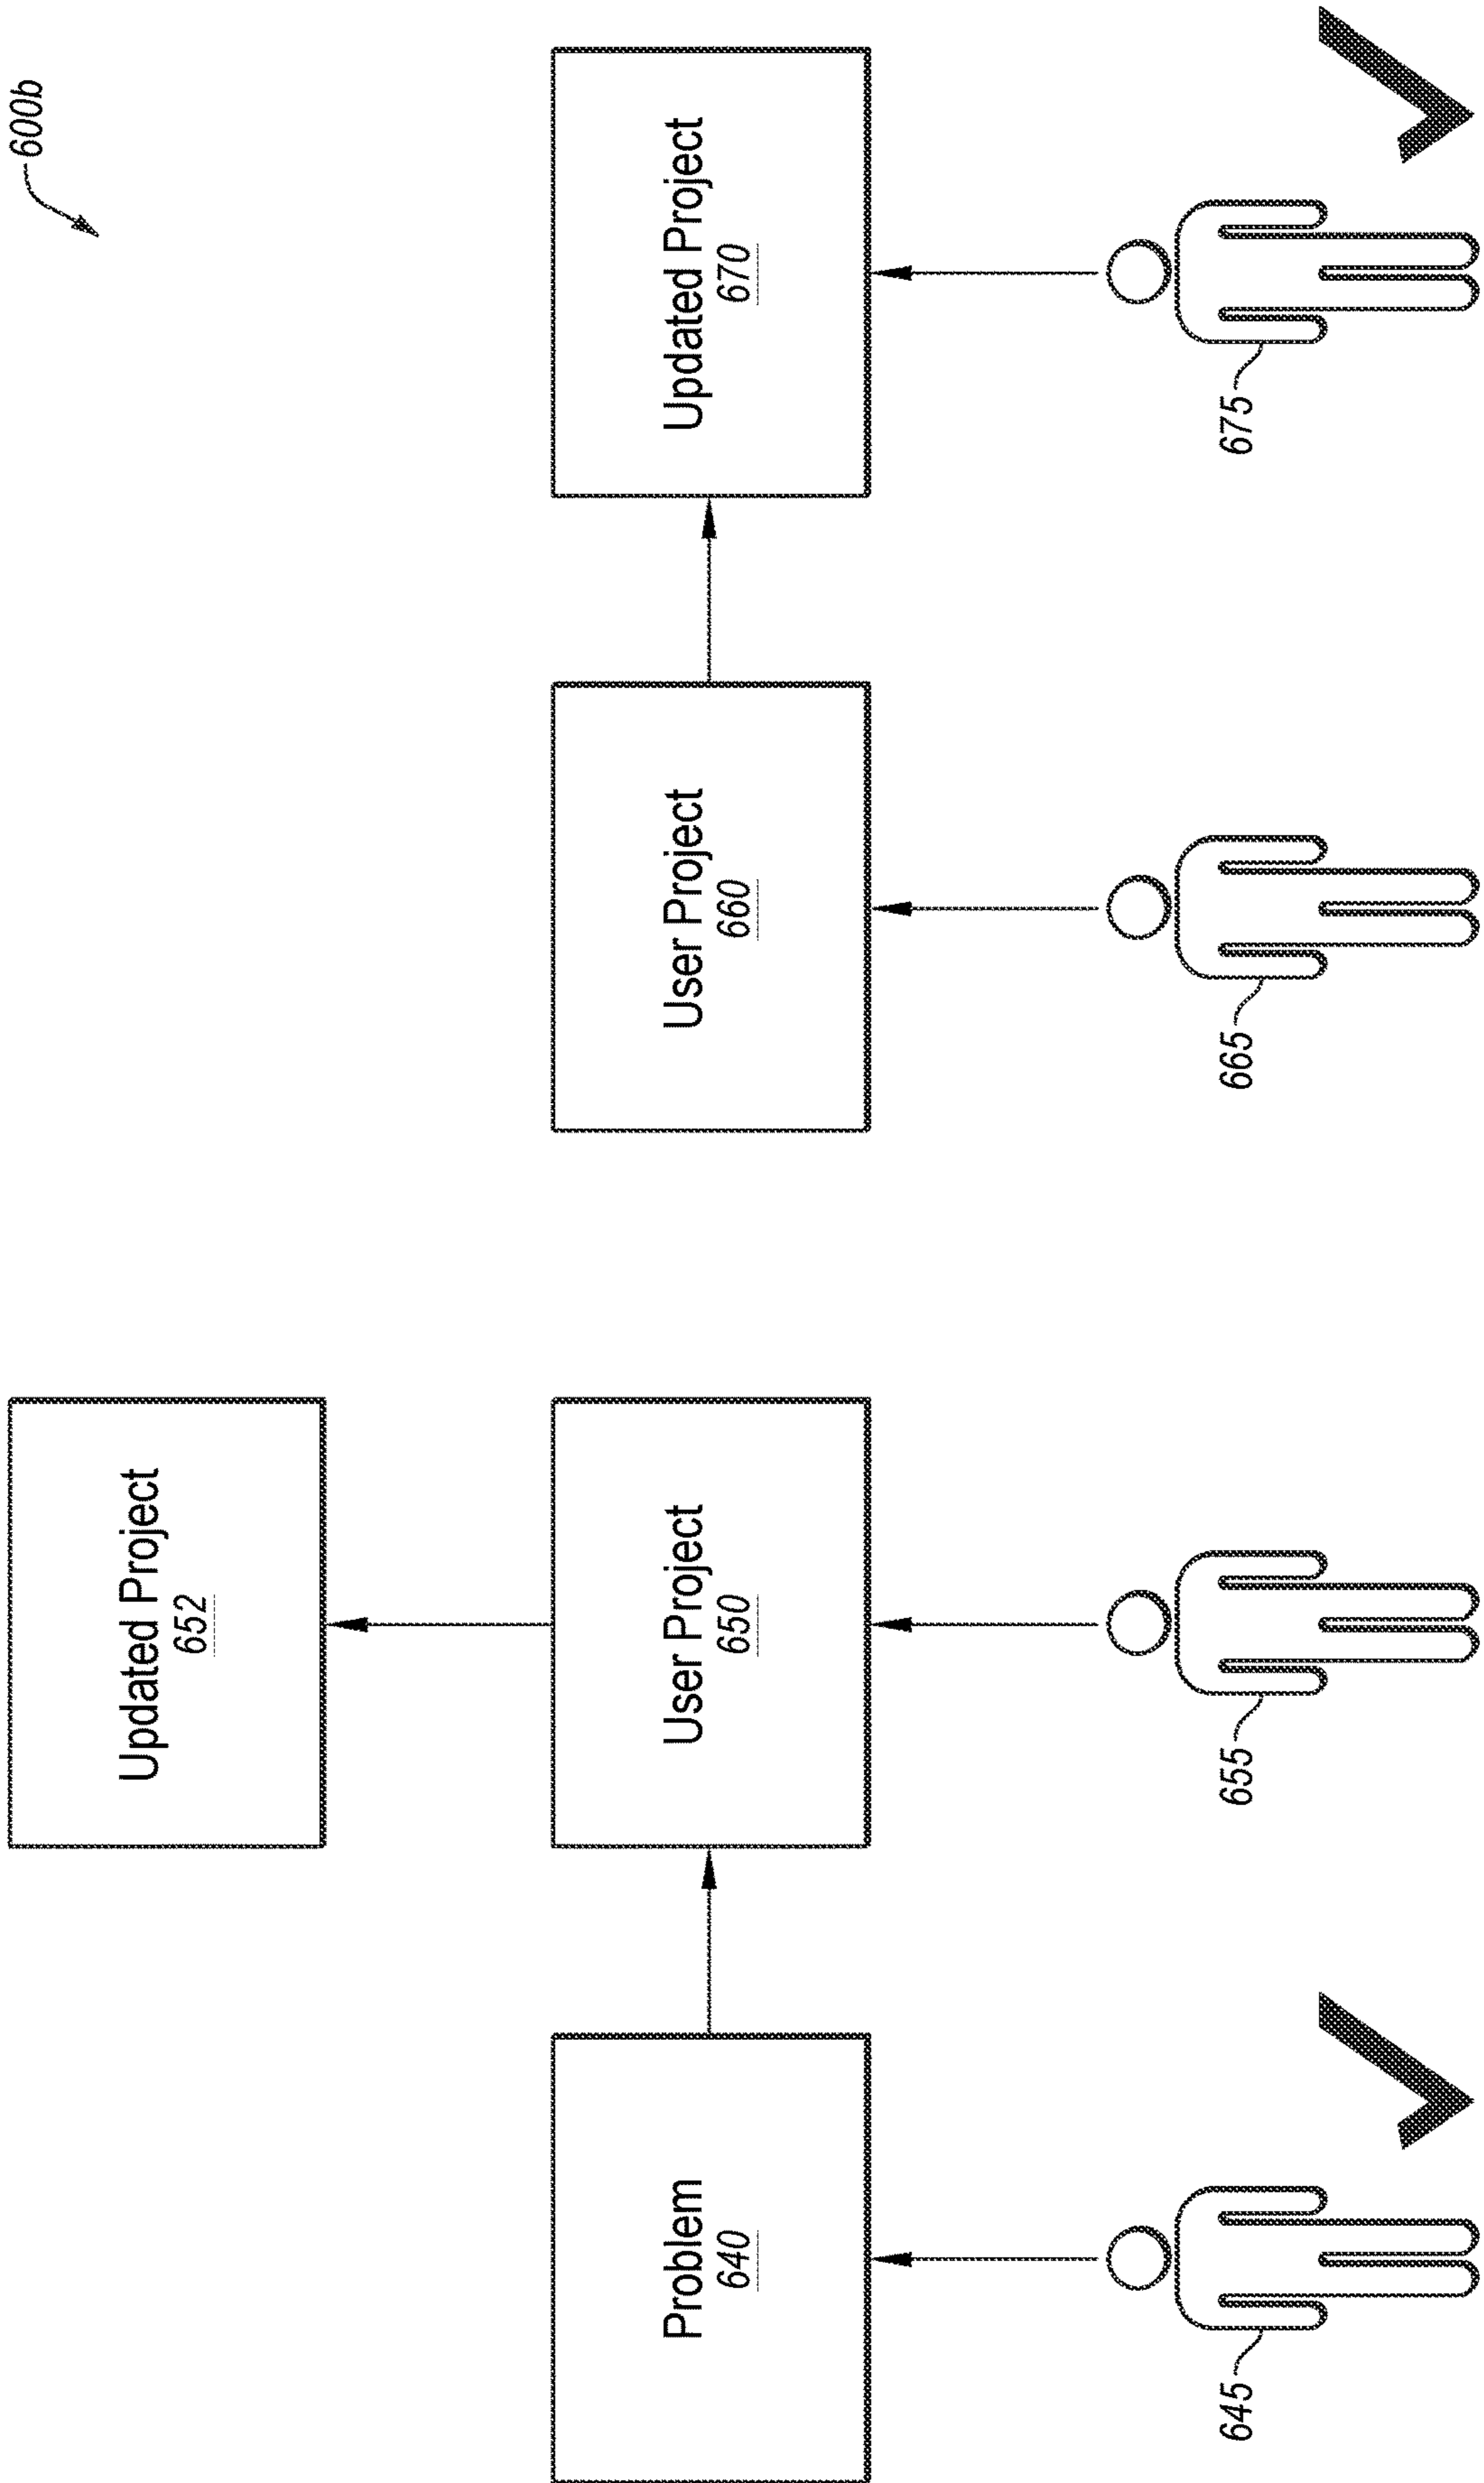 600b
Updated Project
652
Problem
640
User Project
650
User Project
660
Updated Project
670
645
655
665
675